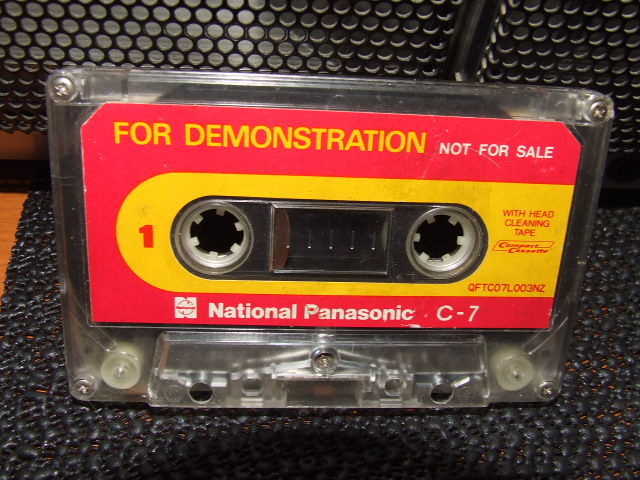 FOR DEMONSTRATION NOT FOR SALE
1
WITH HEAD
CLEANING
TAPE
Compact
Cassette
QFTC07L003NZ
National Panasonic C-7